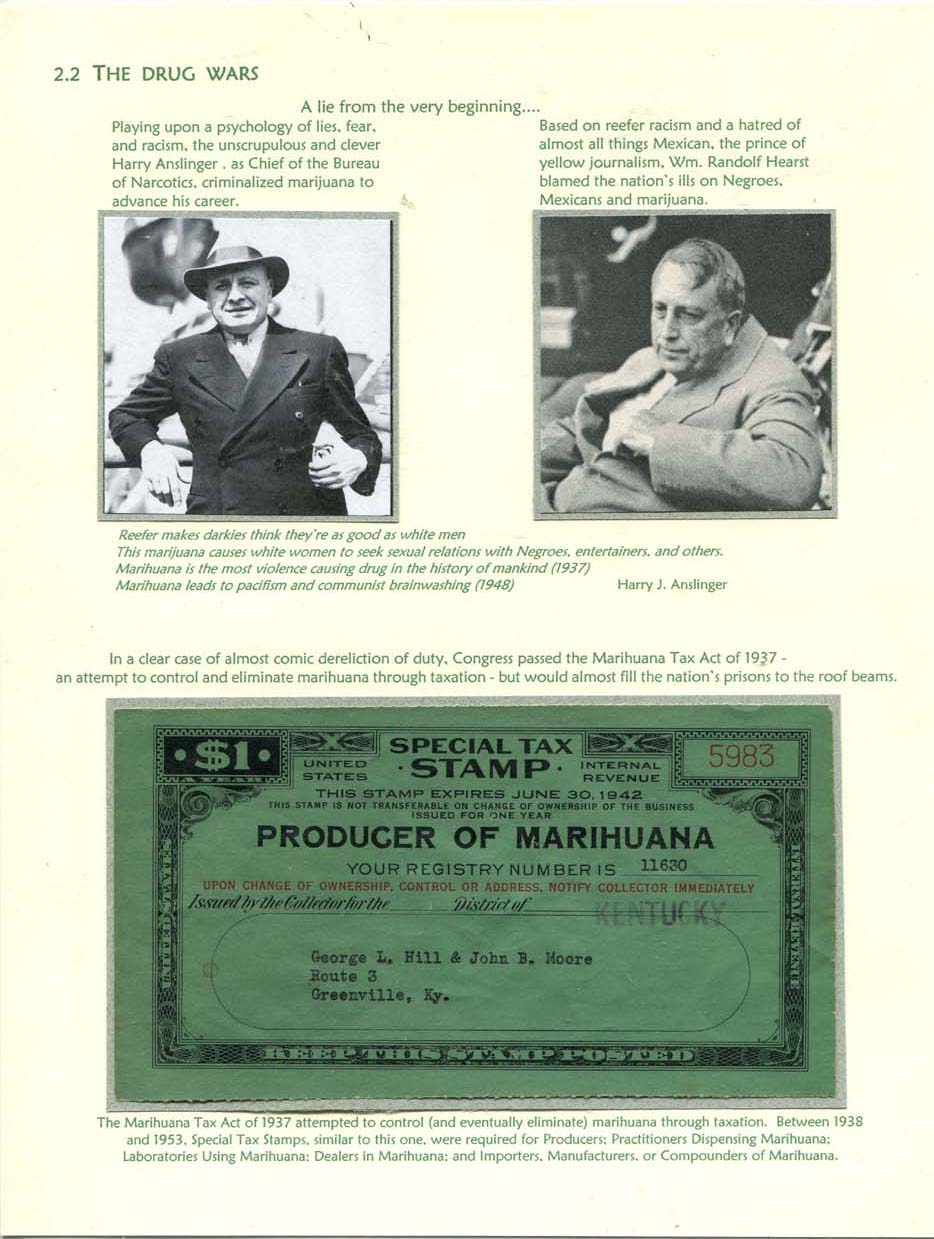 2.2 THE DRUG WARS
A lie from the very beginning....
Playing upon a psychology of lies, fear,
and racism, the unscrupulous and clever
Harry Anslinger . as Chief of the Bureau
of Narcotics, criminalized marijuana to
advance his career.
Based on reefer racism and a hatred of
almost all things Mexican, the prince of
yellow journalism, Wm. Randolf Hearst
blamed the nation's ills on Negroes,
Mexicans and marijuana.
Reefer makes darkies think they're as good as white men
This marijuana causes white women to seek sexual relations with Negroes, entertainers, and others.
Marihuana is the most violence causing drug in the history of mankind (1937)
Marihuana leads to pacifism and communist brainwashing (1948) Harry J. Anslinger
In a clear case of almost comic dereliction of duty, Congress passed the Marihuana Tax Act of 1937 -
an attempt to control and eliminate marihuana through taxation - but would almost fill the nation's prisons to the roof beams.
$1
A YEAR
UNITED
STATES
SPECIAL TAX
· STAMP ·
INTERNAL
REVENUE
5983
THIS STAMP EXPIRES JUNE 30, 1942
THIS STAMP IS NOT TRANSFERABLE ON CHANGE OF OWNERSHIP OF THE BUSINESS
ISSUED FOR ONE YEAR
PRODUCER OF MARIHUANA
YOUR REGISTRY NUMBER IS 11630
UPON CHANGE OF OWNERSHIP, CONTROL OR ADDRESS, NOTIFY COLLECTOR IMMEDIATELY
Issued by the Collector for the District of KENTUCKY
George L. Hill & John B. Moore
Route 3
Greenville, Ky.
UNITED STATES
KEEP THIS STAMP POSTED
The Marihuana Tax Act of 1937 attempted to control (and eventually eliminate) marihuana through taxation. Between 1938
and 1953, Special Tax Stamps, similar to this one, were required for Producers; Practitioners Dispensing Marihuana;
Laboratories Using Marihuana; Dealers in Marihuana; and Importers, Manufacturers, or Compounders of Marihuana.